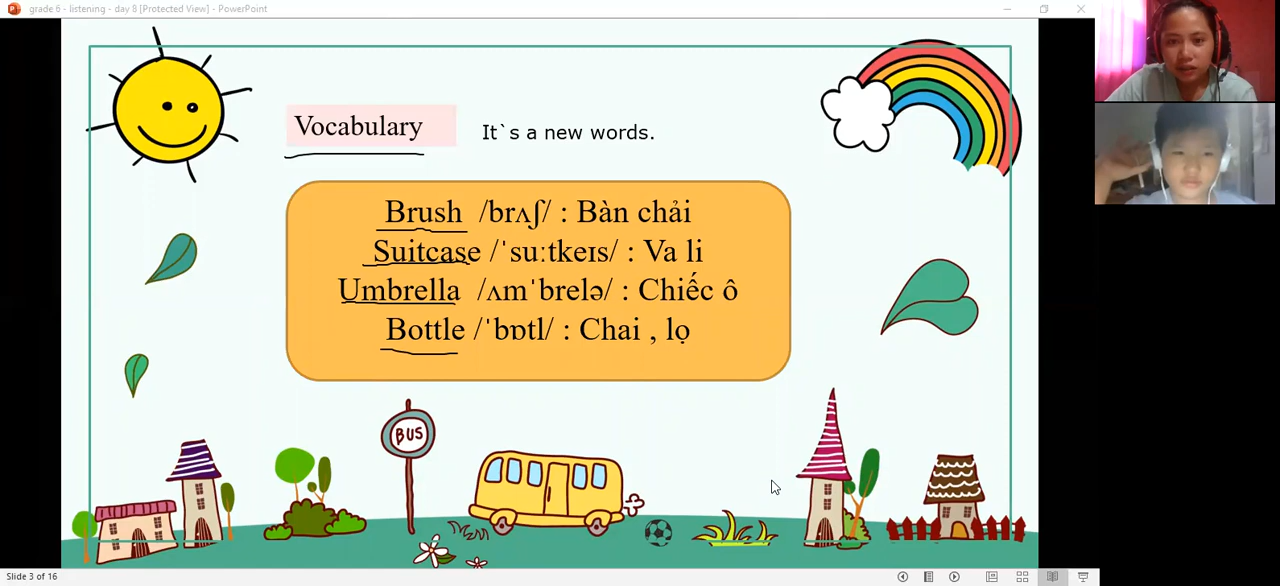 grade 6 - listening - day 8 [Protected View] - PowerPoint
Vocabulary
It`s a new words.
Brush /brʌʃ/ : Bàn chải
Suitcase /ˈsuːtkeɪs/ : Va li
Umbrella /ʌmˈbrelə/ : Chiếc ô
Bottle /ˈbɒtl/ : Chai , lọ
BUS
Slide 3 of 16